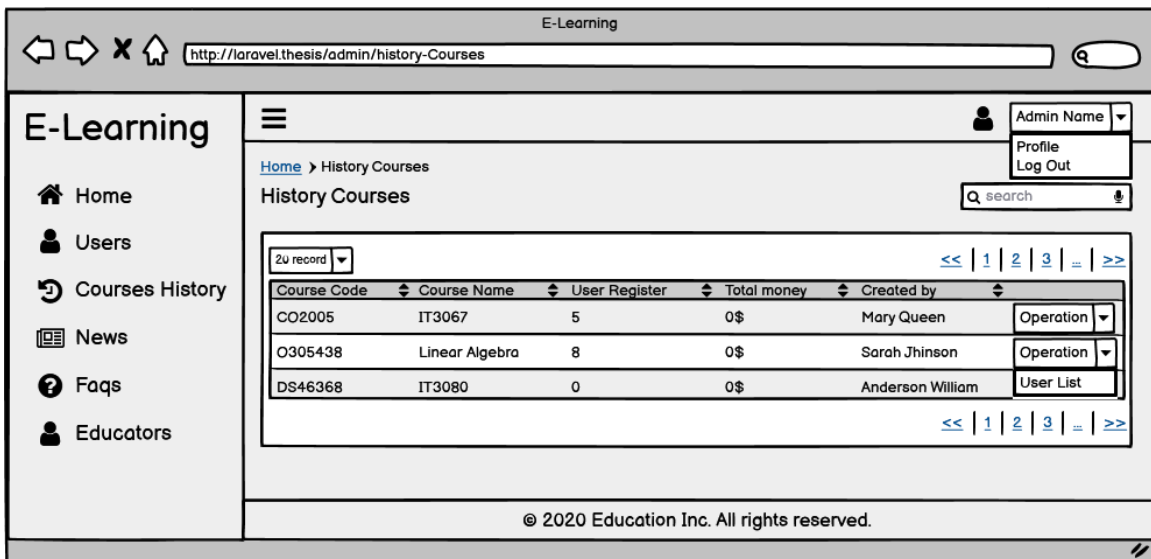 E-Learning
http://laravel.thesis/admin/history-Courses
E-Learning
Admin Name
Profile
Log Out
Home
Users
Courses History
News
Faqs
Educators
Home History Courses
History Courses
search
20 record
<< 1 2 3 ... >>
Course Code Course Name User Register Total money Created by
CO2005 IT3067 5 0$ Mary Queen Operation
O305438 Linear Algebra 8 0$ Sarah Jhinson Operation
DS46368 IT3080 0 0$ Anderson William User List
<< 1 2 3 ... >>
© 2020 Education Inc. All rights reserved.